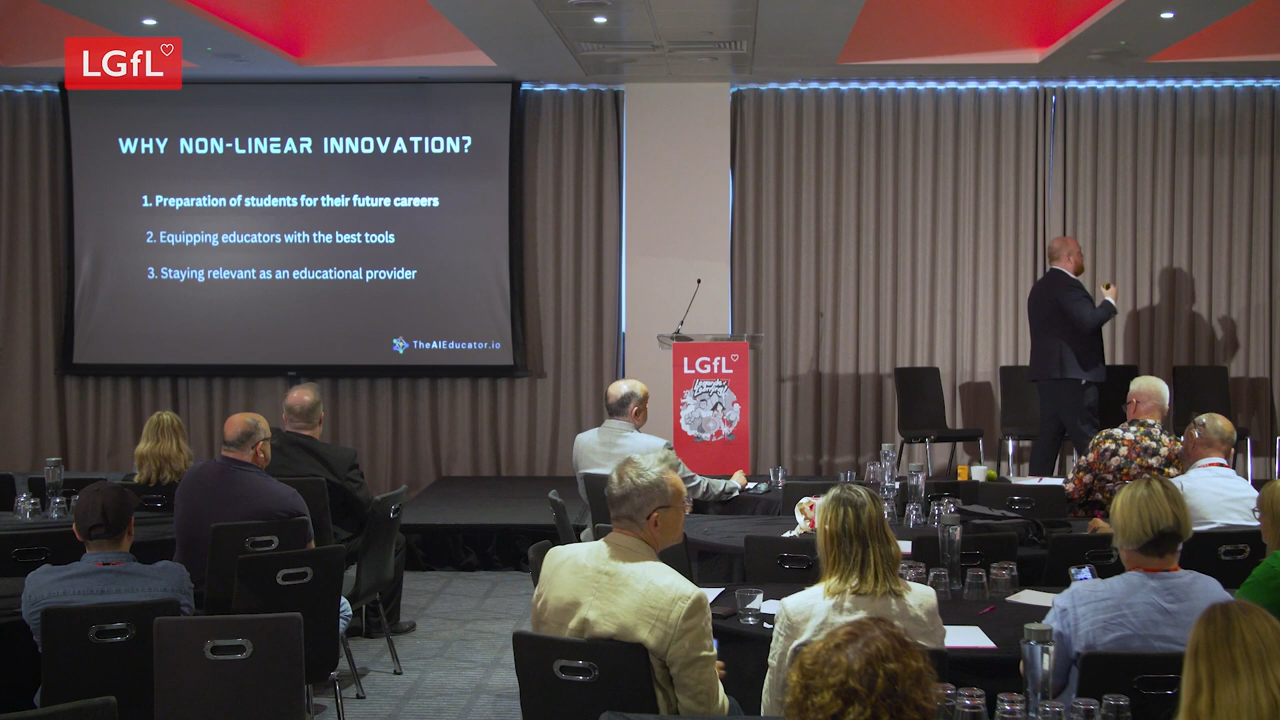 LGfL
WHY NON-LINEAR INNOVATION?
1. Preparation of students for their future careers
2. Equipping educators with the best tools
3. Staying relevant as an educational provider
TheAIEducator.io
LGfL